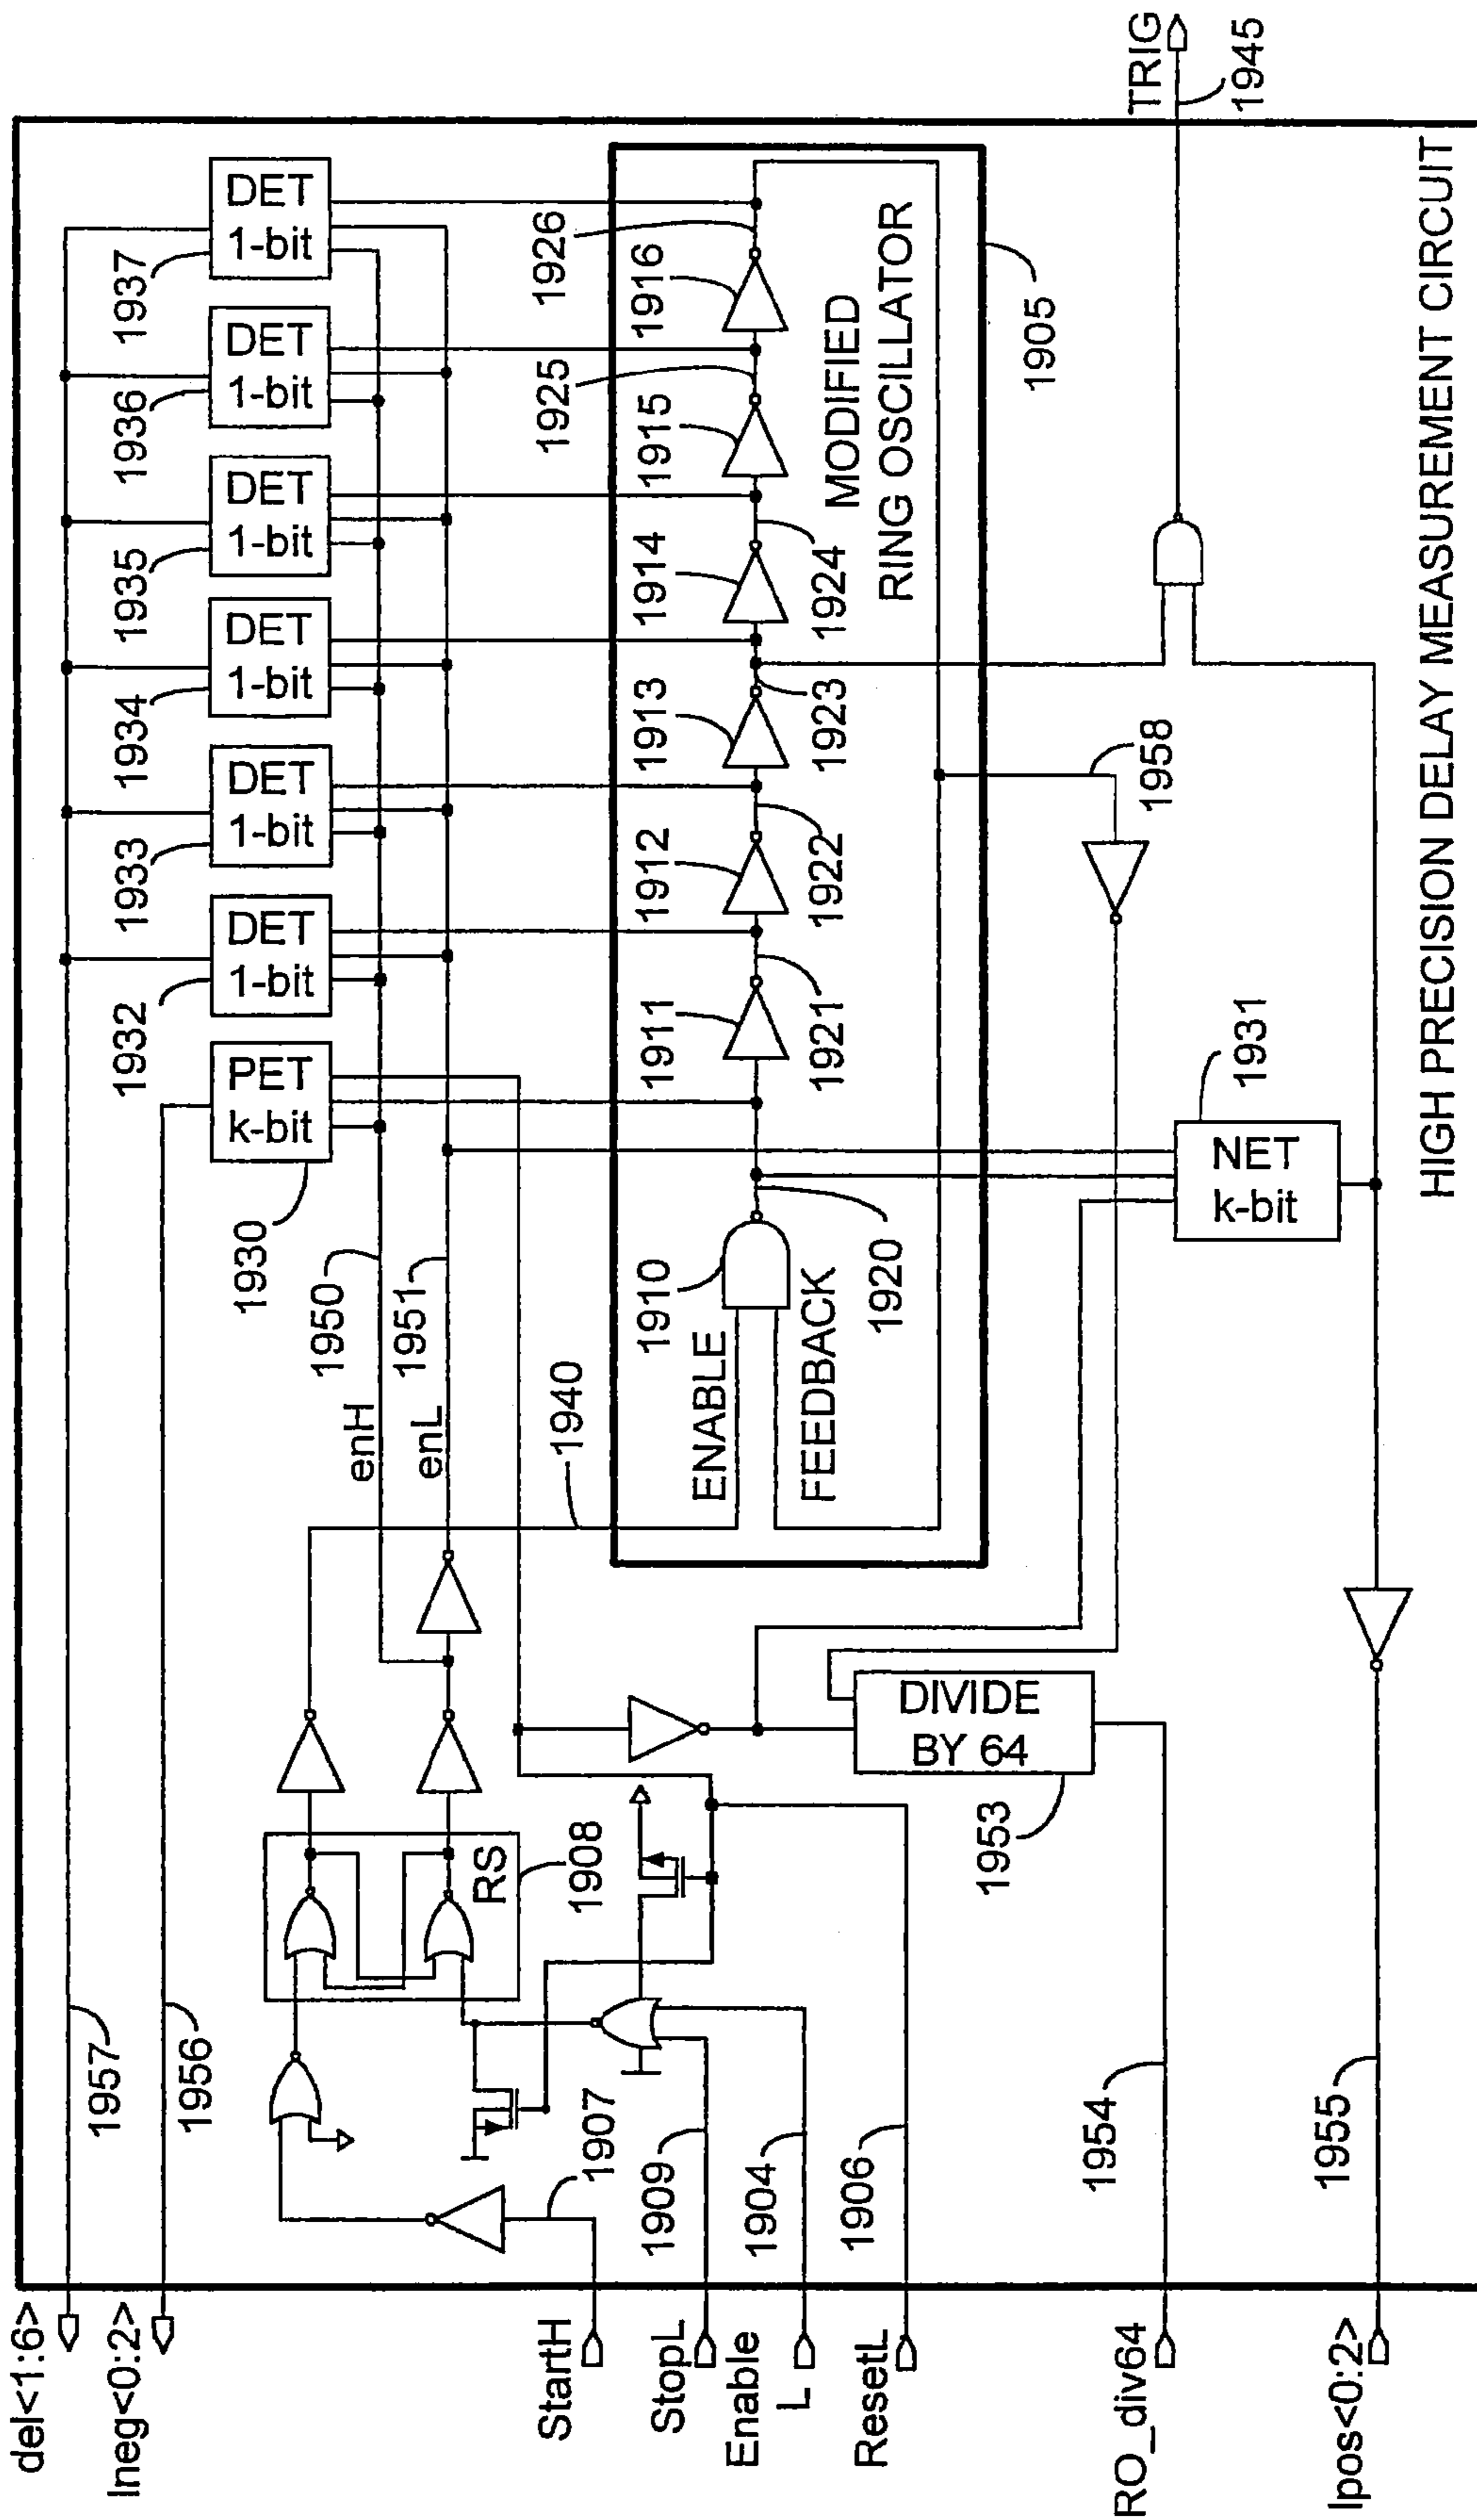 del<1:6>
lneg<0:2>
StartH
StopL
Enable
L
ResetL
RO_div64
lpos<0:2>
1957
1956
1907
1909
1904
1906
1954
1955
RS
1908
DIVIDE
BY 64
1953
enH
enL
1950
1951
1940
1930
PET
k-bit
1932
DET
1-bit
1933
DET
1-bit
1934
DET
1-bit
1935
DET
1-bit
1936
DET
1-bit
1937
DET
1-bit
ENABLE
FEEDBACK
1910
1920
1911
1921
1912
1922
1913
1923
1914
1924
1915
1925
1916
1926
MODIFIED
RING OSCILLATOR
1905
1958
1931
NET
k-bit
TRIG
1945
HIGH PRECISION DELAY MEASUREMENT CIRCUIT